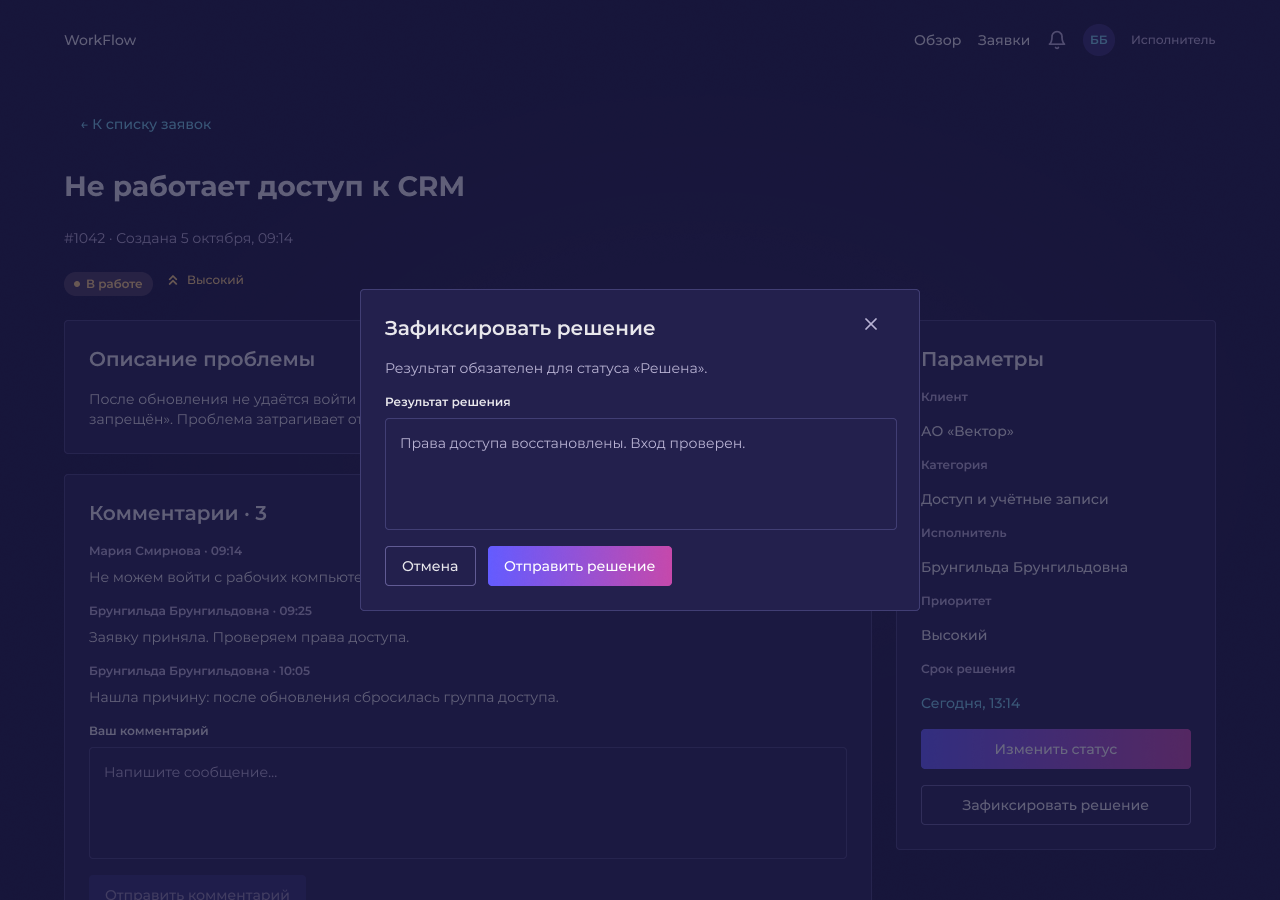 WorkFlow
Обзор
Заявки
ББ
Исполнитель
← К списку заявок
Не работает доступ к CRM
#1042 · Создана 5 октября, 09:14
В работе
Высокий
Описание проблемы
После обновления не удаётся войти
запрещён». Проблема затрагивает
Комментарии · 3
Мария Смирнова · 09:14
Не можем войти с рабочих
Брунгильда Брунгильдовна · 09:25
Заявку приняла. Проверяем права доступа.
Брунгильда Брунгильдовна · 10:05
Нашла причину: после обновления сбросилась группа доступа.
Ваш комментарий
Напишите сообщение...
Отправить комментарий
Зафиксировать решение
Результат обязателен для статуса «Решена».
Результат решения
Права доступа восстановлены. Вход проверен.
Отмена
Отправить решение
Параметры
Клиент
АО «Вектор»
Категория
Доступ и учётные записи
Исполнитель
Брунгильда Брунгильдовна
Приоритет
Высокий
Срок решения
Сегодня, 13:14
Изменить статус
Зафиксировать решение